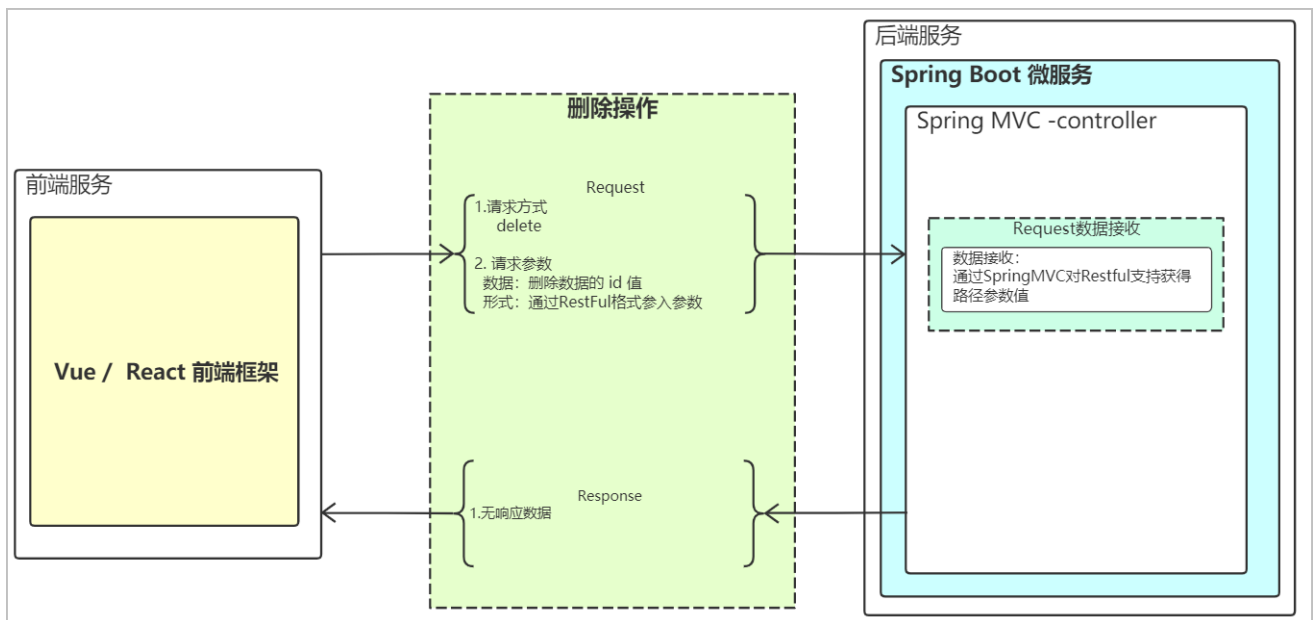 后端服务
Spring Boot 微服务
Spring MVC -controller
删除操作
前端服务
Request
1.请求方式
delete
2. 请求参数
数据：删除数据的 id 值
形式：通过RestFul格式参入参数
Request数据接收
数据接收：
通过SpringMVC对Restful支持获得
路径参数值
Vue / React 前端框架
Response
1.无响应数据